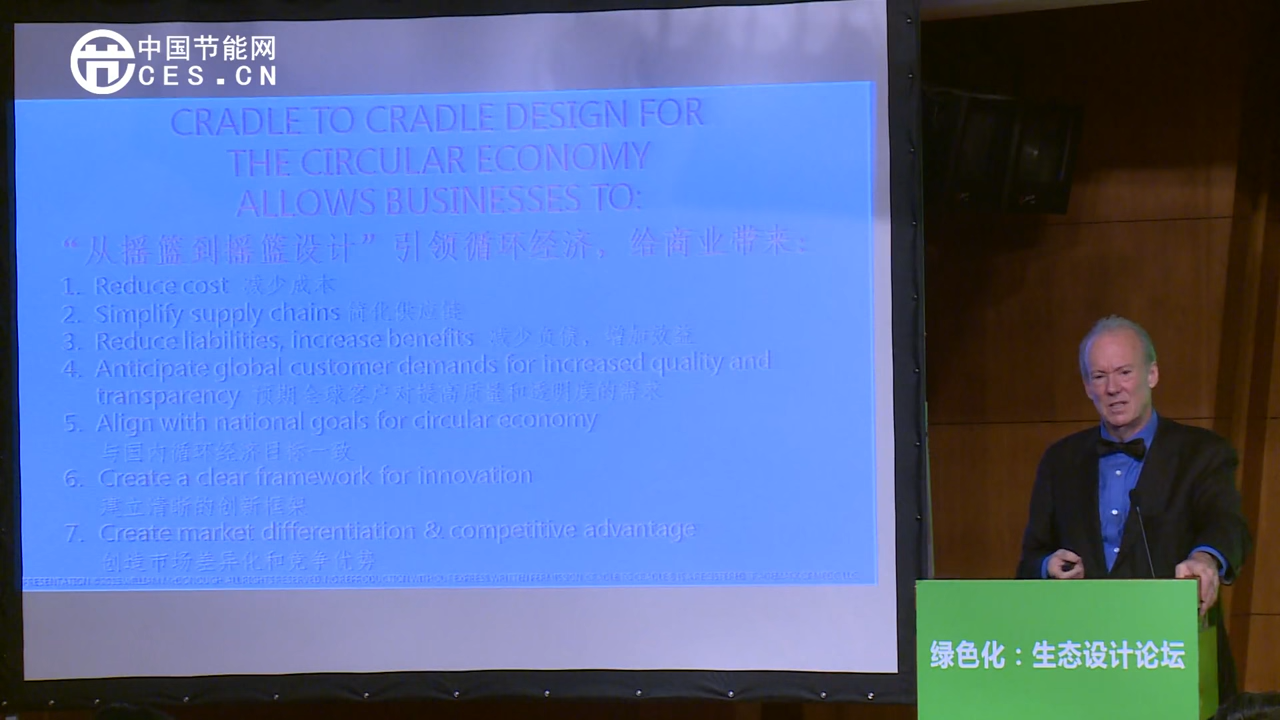 中国节能网
CES.CN
CRADLE TO CRADLE DESIGN FOR
THE CIRCULAR ECONOMY
ALLOWS BUSINESSES TO:
“从摇篮到摇篮设计”引领循环经济，给商业带来：
1. Reduce cost 减少成本
2. Simplify supply chains 简化供应链
3. Reduce liabilities, increase benefits 减少负债，增加效益
4. Anticipate global customer demands for increased quality and
transparency 预期全球客户对提高质量和透明度的需求
5. Align with national goals for circular economy
与国内循环经济目标一致
6. Create a clear framework for innovation
建立清晰的创新框架
7. Create market differentiation & competitive advantage
创造市场差异化和竞争优势
绿色化：生态设计论坛